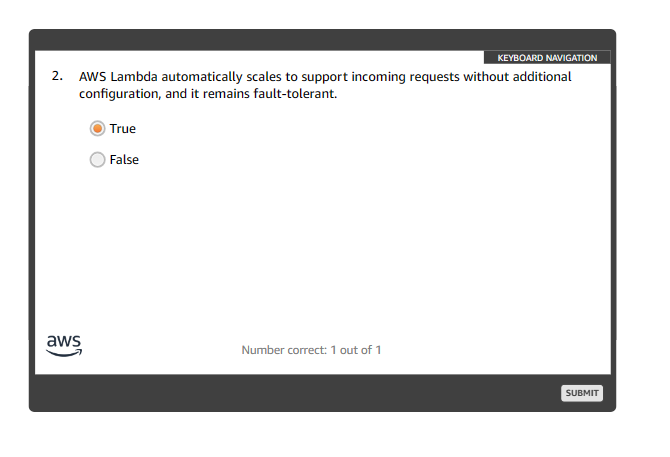 KEYBOARD NAVIGATION
2. AWS Lambda automatically scales to support incoming requests without additional
configuration, and it remains fault-tolerant.
True
False
aws
Number correct: 1 out of 1
SUBMIT